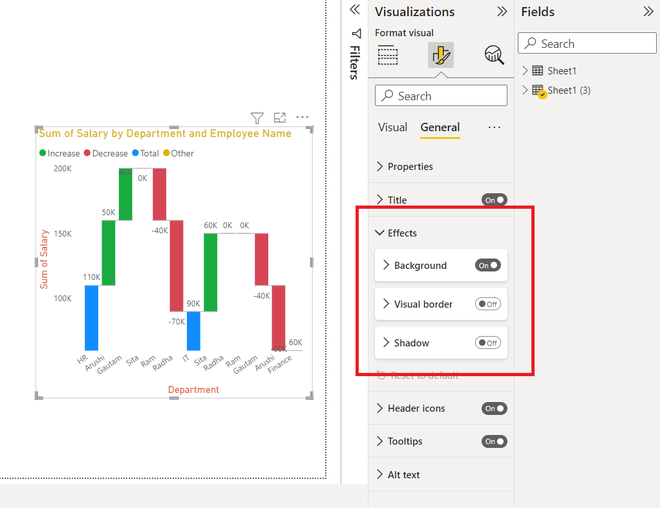 Visualizations
Fields
Format visual
Filters
Search
Search
Sheet1
Sheet1 (3)
Visual
General
Properties
Title
On
Effects
Background
On
Visual border
Off
Shadow
Off
Reset to default
Header icons
On
Tooltips
On
Alt text
Sum of Salary by Department and Employee Name
Increase Decrease Total Other
200K
150K
100K
Sum of Salary
110K
50K
0K
-40K
-70K
90K
60K
0K
0K
-40K
60K
HR
Arushi
Gautam
Sita
Ram
Radha
IT
Sita
Radha
Ram
Gautam
Arushi
Finance
Department